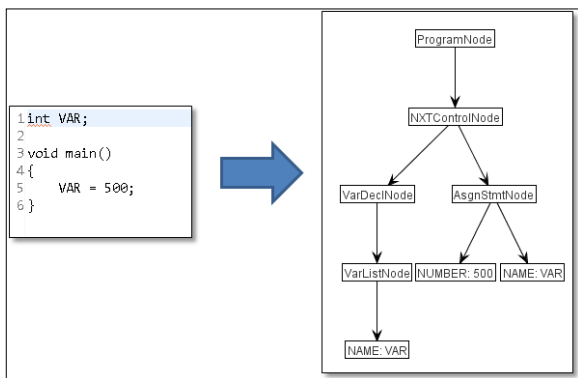 1 int VAR;
2
3 void main()
4 {
5 VAR = 500;
6 }
ProgramNode
NXTControlNode
VarDeclNode
AsgnStmtNode
VarListNode
NUMBER: 500
NAME: VAR
NAME: VAR